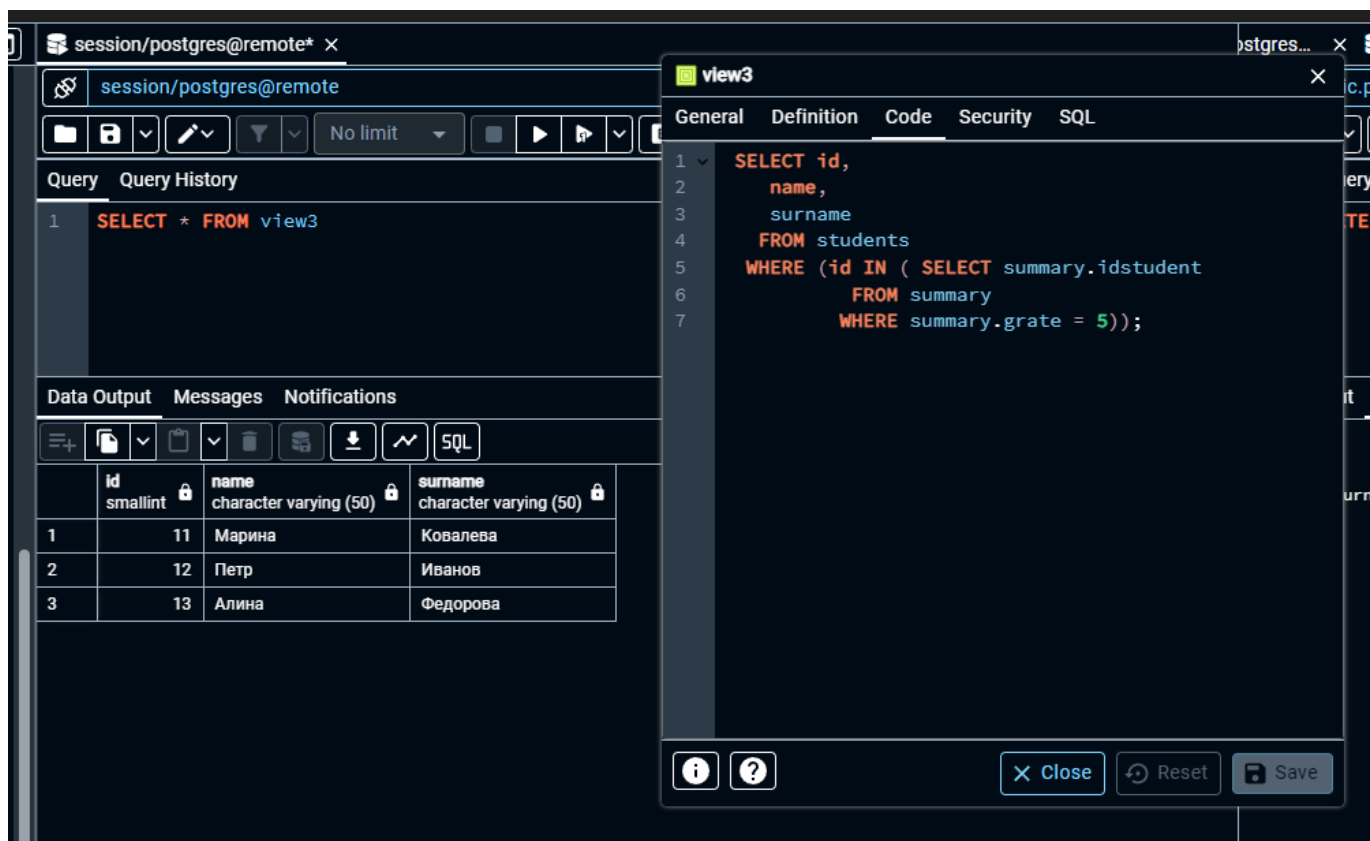 session/postgres@remote*
session/postgres@remote
No limit
Query Query History
1 SELECT * FROM view3
Data Output Messages Notifications
SQL
id name surname
smallint character varying (50) character varying (50)
1 11 Марина Ковалева
2 12 Петр Иванов
3 13 Алина Федорова
view3
General Definition Code Security SQL
1 SELECT id,
2 name,
3 surname
4 FROM students
5 WHERE (id IN ( SELECT summary.idstudent
6 FROM summary
7 WHERE summary.grate = 5));
Close Reset Save